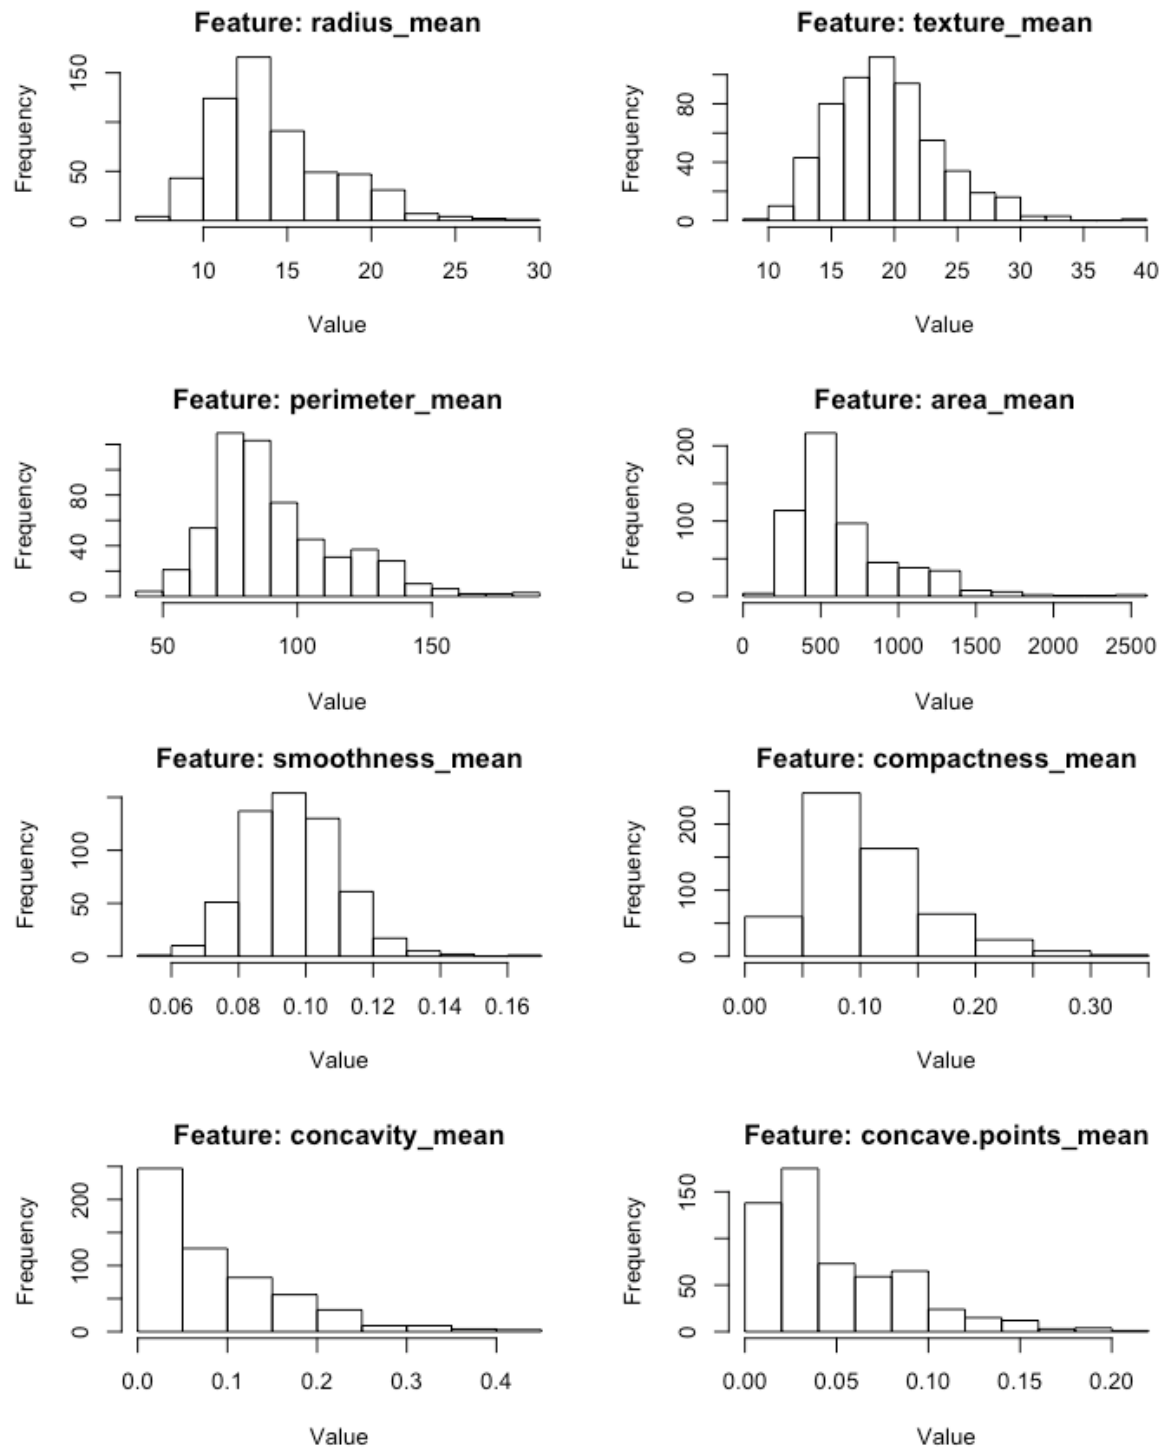 Feature: radius_mean
Frequency
0 50 150
10 15 20 25 30
Value
Feature: texture_mean
Frequency
0 40 80
10 15 20 25 30 35 40
Value
Feature: perimeter_mean
Frequency
0 40 80
50 100 150
Value
Feature: area_mean
Frequency
0 100 200
0 500 1000 1500 2000 2500
Value
Feature: smoothness_mean
Frequency
0 50 100
0.06 0.08 0.10 0.12 0.14 0.16
Value
Feature: compactness_mean
Frequency
0 100 200
0.00 0.10 0.20 0.30
Value
Feature: concavity_mean
Frequency
0 100 200
0.0 0.1 0.2 0.3 0.4
Value
Feature: concave.points_mean
Frequency
0 50 150
0.00 0.05 0.10 0.15 0.20
Value